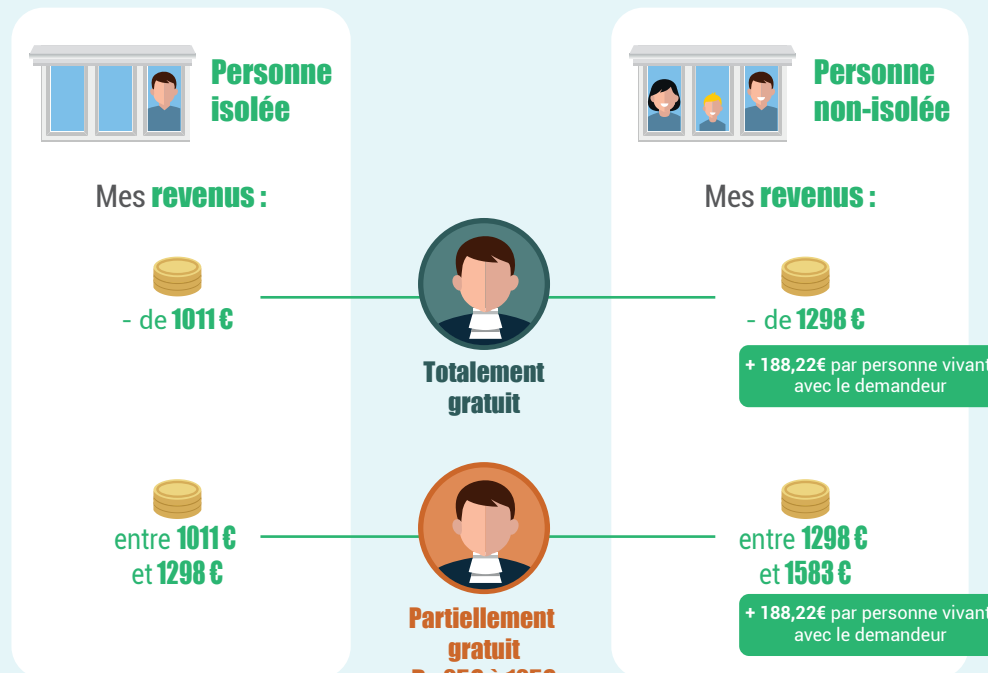 Personne
isolée
Mes revenus :
- de 1011 €
entre 1011 €
et 1298 €
Totalement
gratuit
Partiellement
gratuit
Personne
non-isolée
Mes revenus :
- de 1298 €
+ 188,22€ par personne vivant
avec le demandeur
entre 1298 €
et 1583 €
+ 188,22€ par personne vivant
avec le demandeur